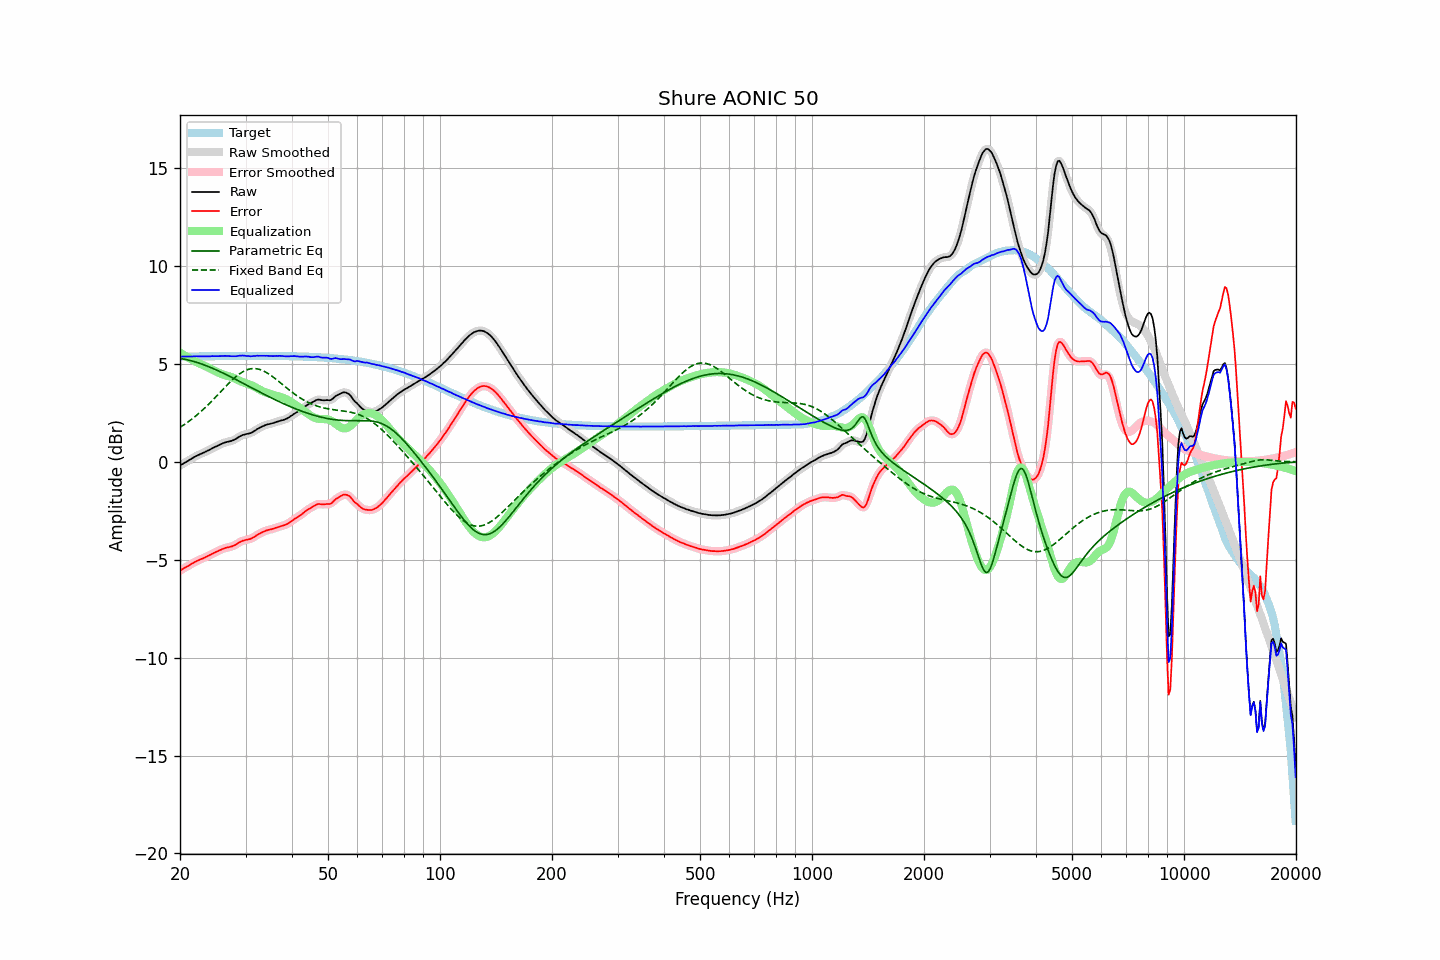 Shure AONIC 50
Target
Raw Smoothed
Error Smoothed
Raw
Error
Equalization
Parametric Eq
Fixed Band Eq
Equalized
Amplitude (dBr)
15
10
5
0
−5
−10
−15
−20
20 50 100 200 500 1000 2000 5000 10000 20000
Frequency (Hz)